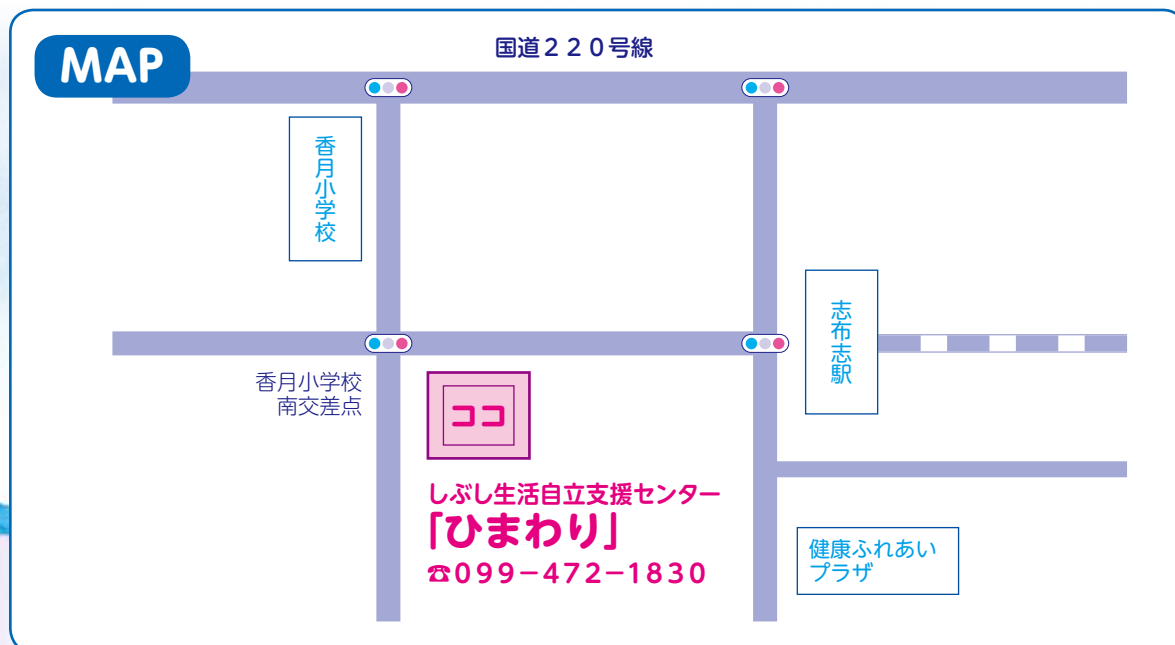 MAP
国道２２０号線
香月小学校
志布志駅
香月小学校
南交差点
ココ
しぶし生活自立支援センター
「ひまわり」
☎099−472−1830
健康ふれあい
プラザ